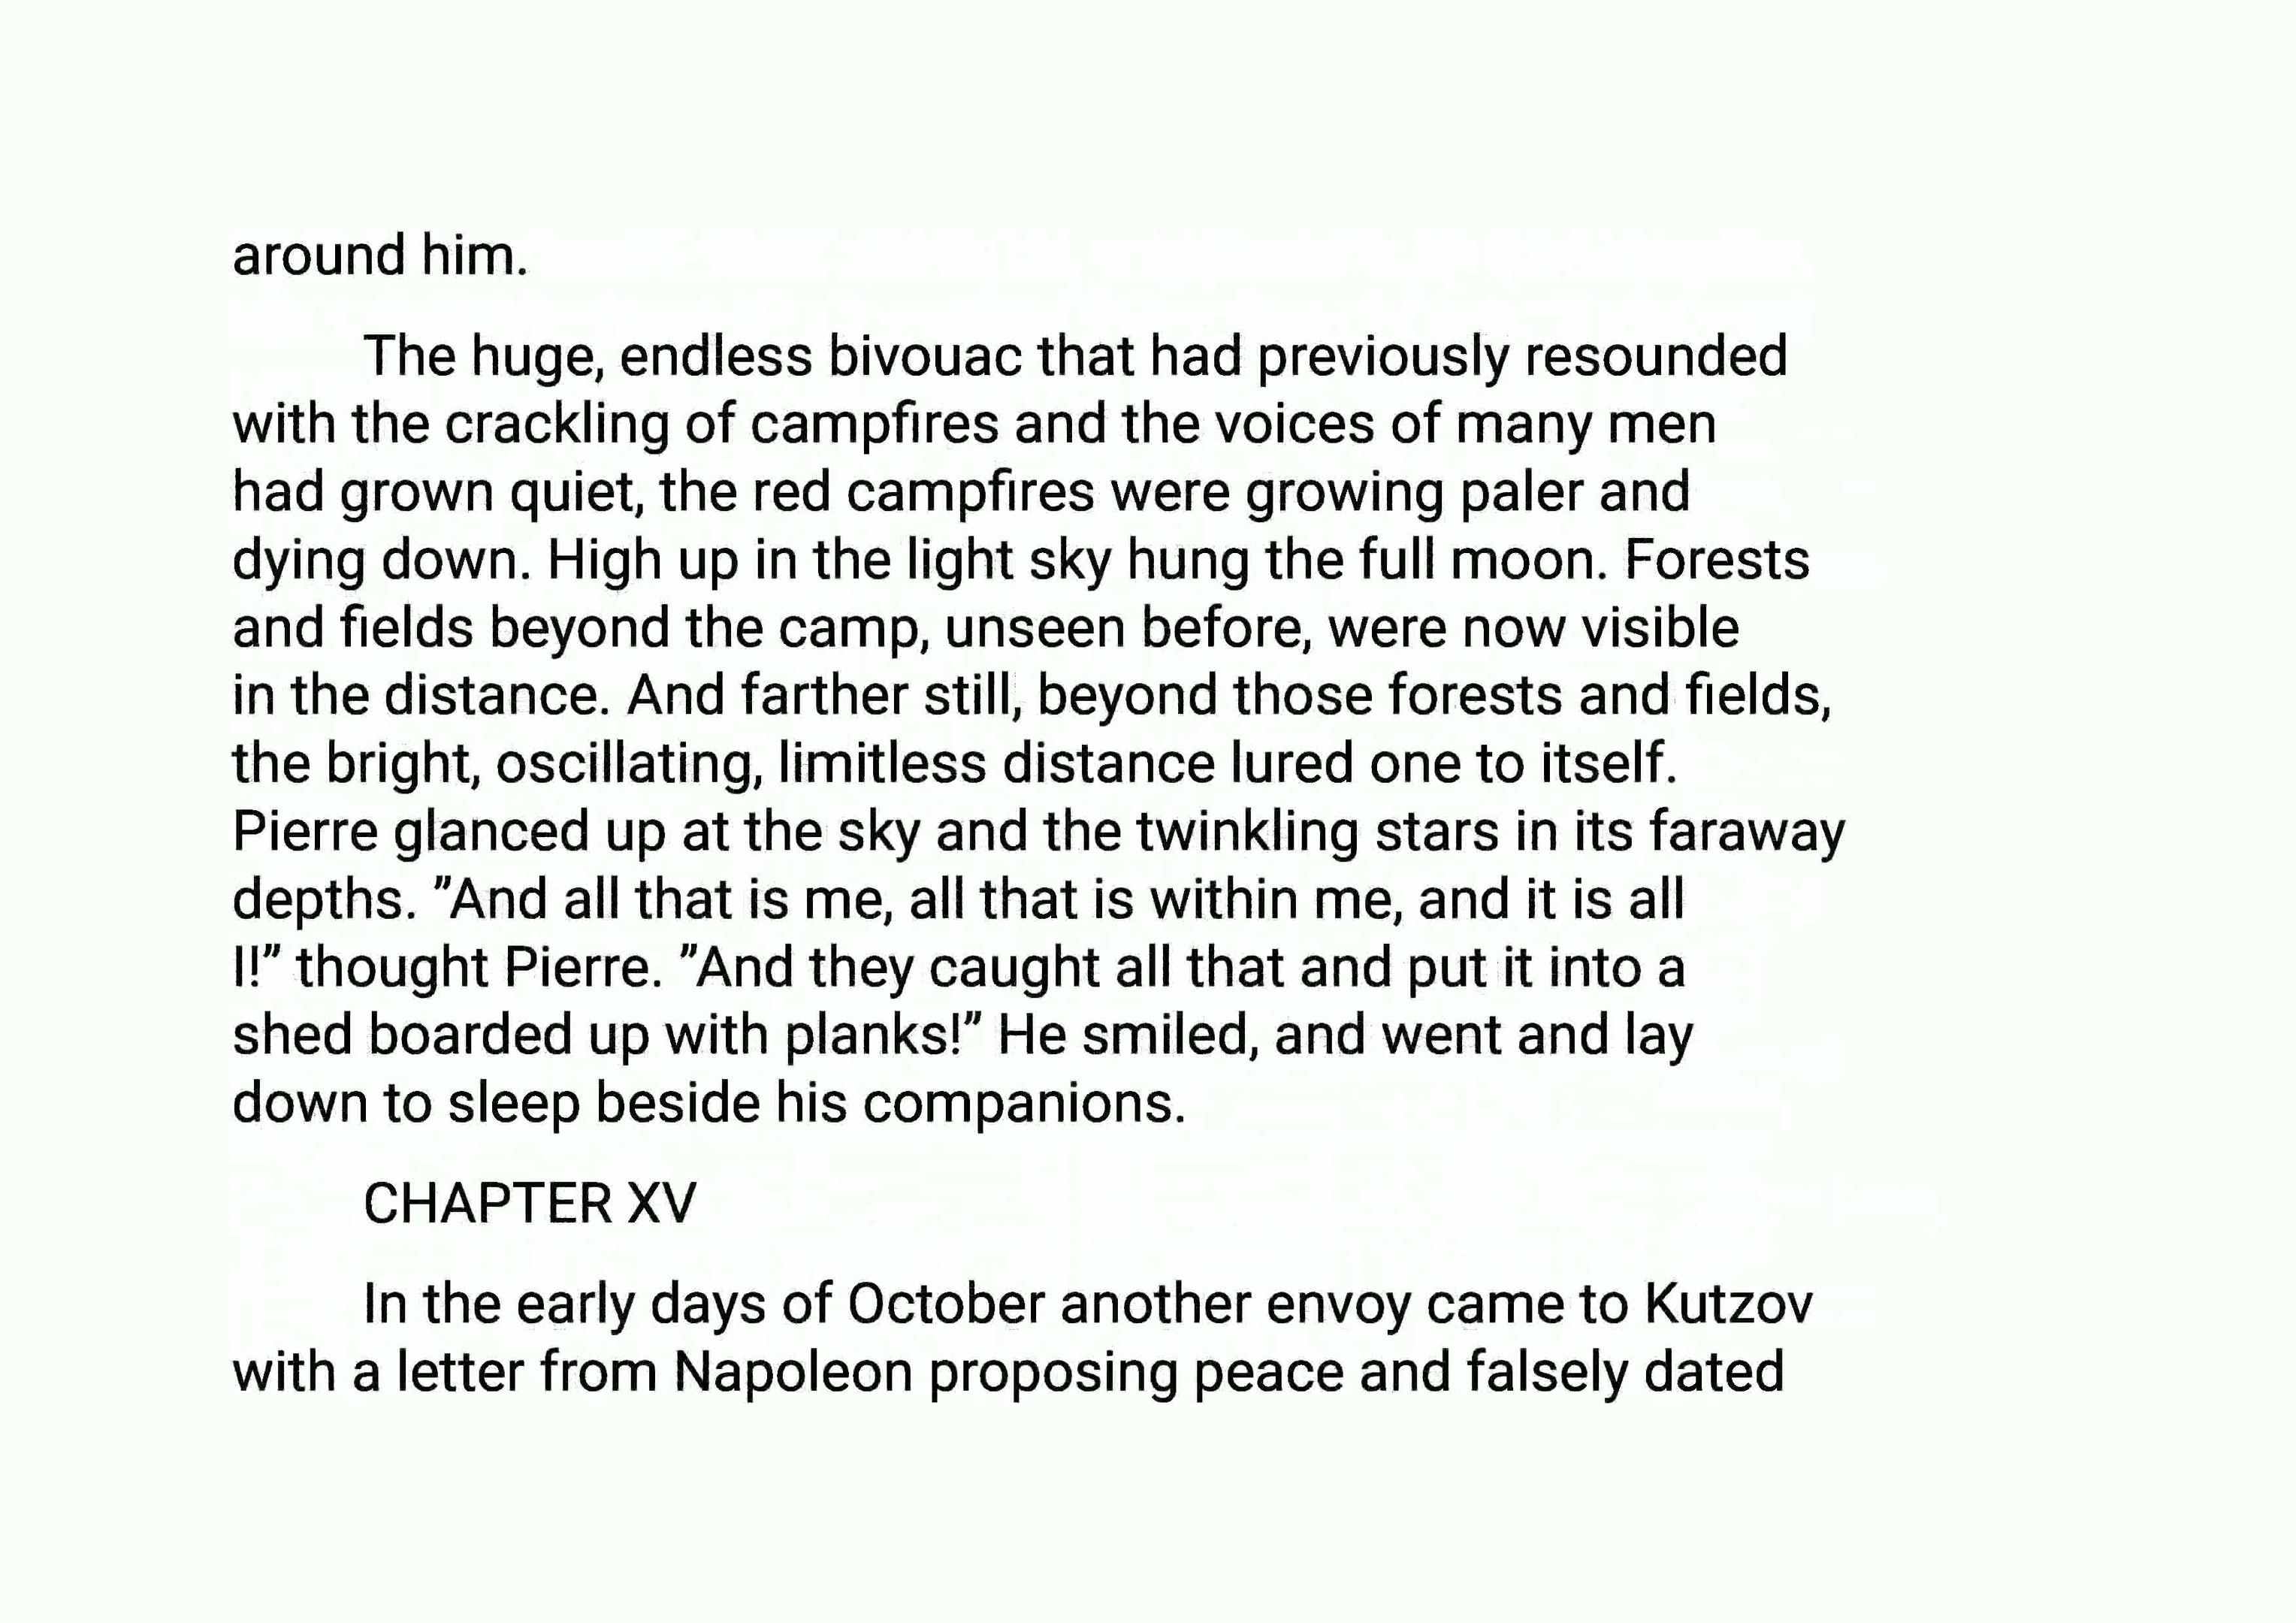 around him.
The huge, endless bivouac that had previously resounded
with the crackling of campfires and the voices of many men
had grown quiet, the red campfires were growing paler and
dying down. High up in the light sky hung the full moon. Forests
and fields beyond the camp, unseen before, were now visible
in the distance. And farther still, beyond those forests and fields,
the bright, oscillating, limitless distance lured one to itself.
Pierre glanced up at the sky and the twinkling stars in its faraway
depths. ”And all that is me, all that is within me, and it is all
I!” thought Pierre. ”And they caught all that and put it into a
shed boarded up with planks!” He smiled, and went and lay
down to sleep beside his companions.
CHAPTER XV
In the early days of October another envoy came to Kutzov
with a letter from Napoleon proposing peace and falsely dated